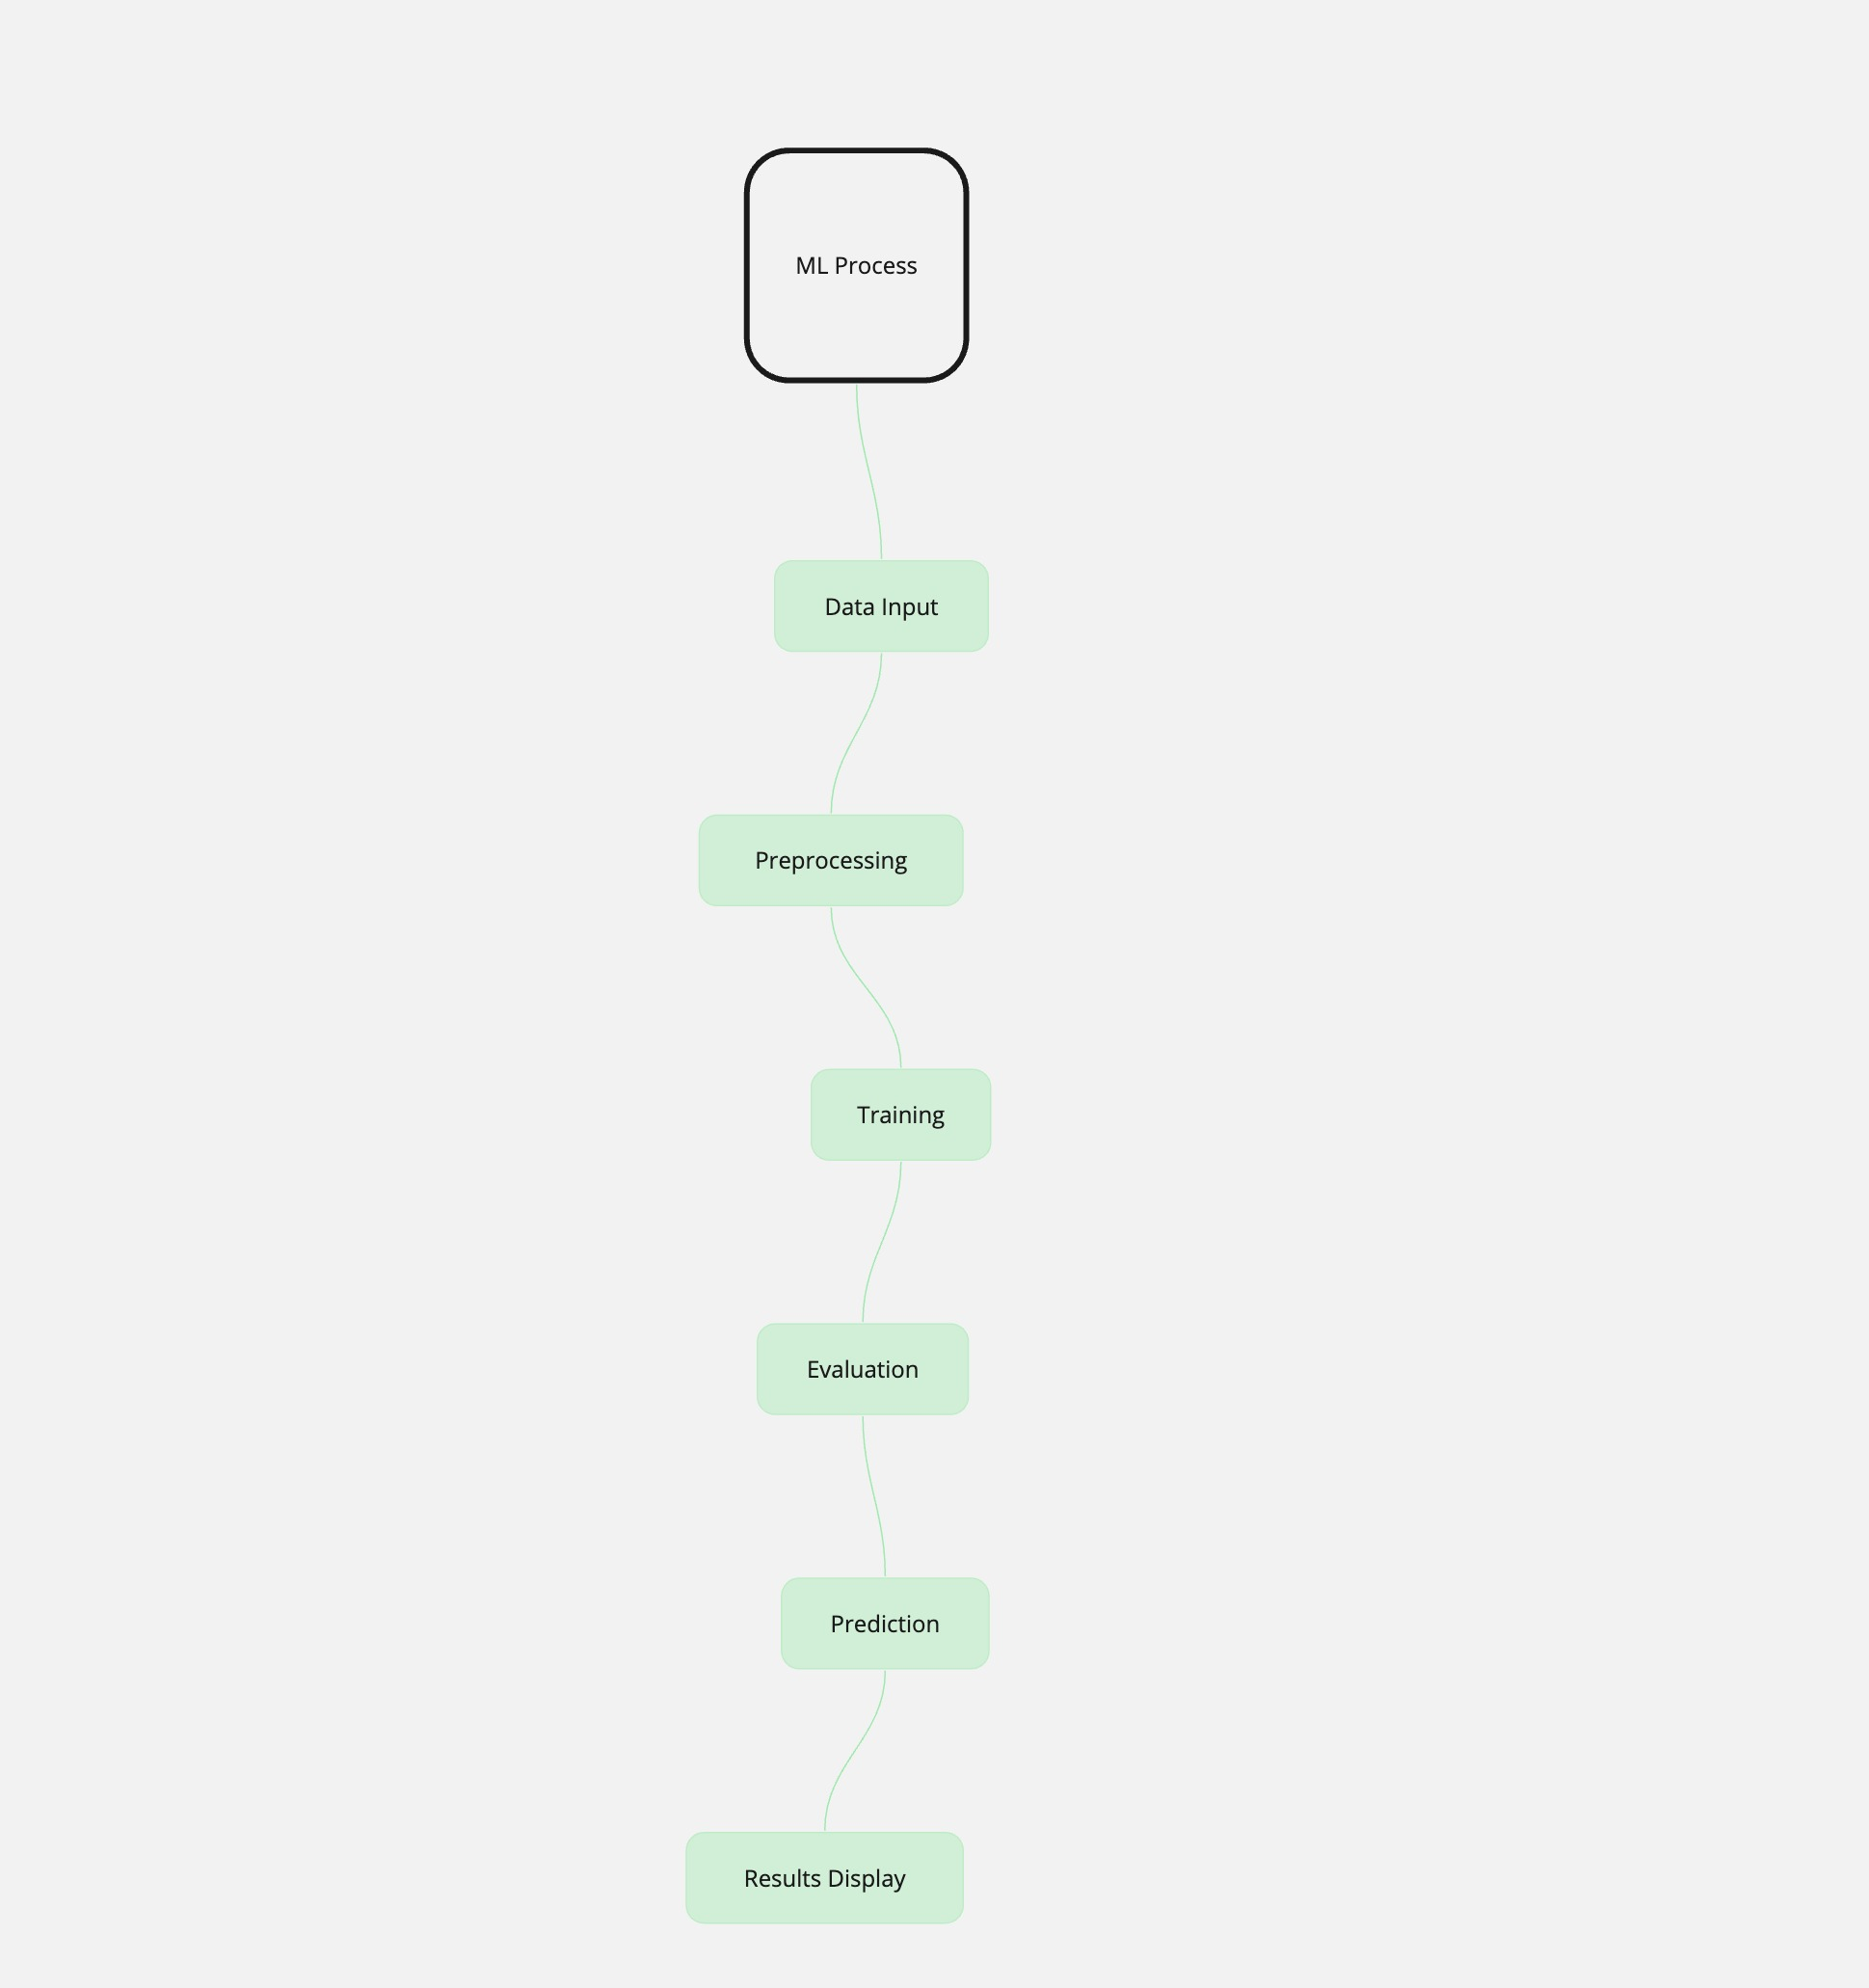 ML Process
Data Input
Preprocessing
Training
Evaluation
Prediction
Results Display